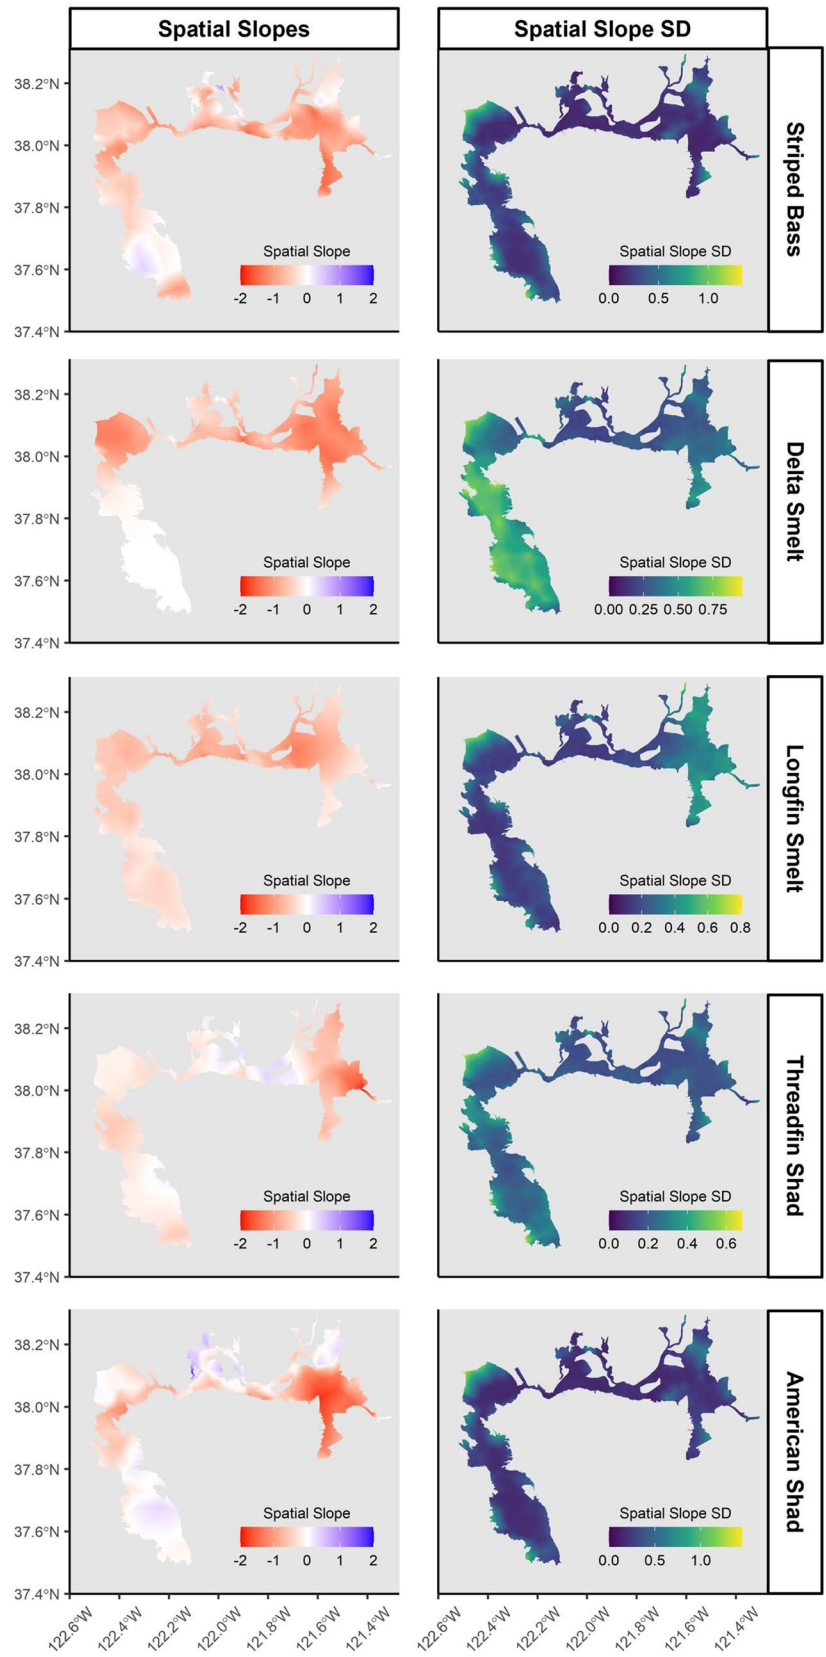 Spatial Slopes
Spatial Slope SD
38.2°N
38.0°N
37.8°N
37.6°N
37.4°N
Spatial Slope
-2 -1 0 1 2
Spatial Slope SD
0.0 0.5 1.0
Striped Bass
38.2°N
38.0°N
37.8°N
37.6°N
37.4°N
Spatial Slope
-2 -1 0 1 2
Spatial Slope SD
0.00 0.25 0.50 0.75
Delta Smelt
38.2°N
38.0°N
37.8°N
37.6°N
37.4°N
Spatial Slope
-2 -1 0 1 2
Spatial Slope SD
0.0 0.2 0.4 0.6 0.8
Longfin Smelt
38.2°N
38.0°N
37.8°N
37.6°N
37.4°N
Spatial Slope
-2 -1 0 1 2
Spatial Slope SD
0.0 0.2 0.4 0.6
Threadfin Shad
38.2°N
38.0°N
37.8°N
37.6°N
37.4°N
Spatial Slope
-2 -1 0 1 2
Spatial Slope SD
0.0 0.5 1.0
American Shad
122.6°W 122.4°W 122.2°W 122.0°W 121.8°W 121.6°W 121.4°W
122.6°W 122.4°W 122.2°W 122.0°W 121.8°W 121.6°W 121.4°W